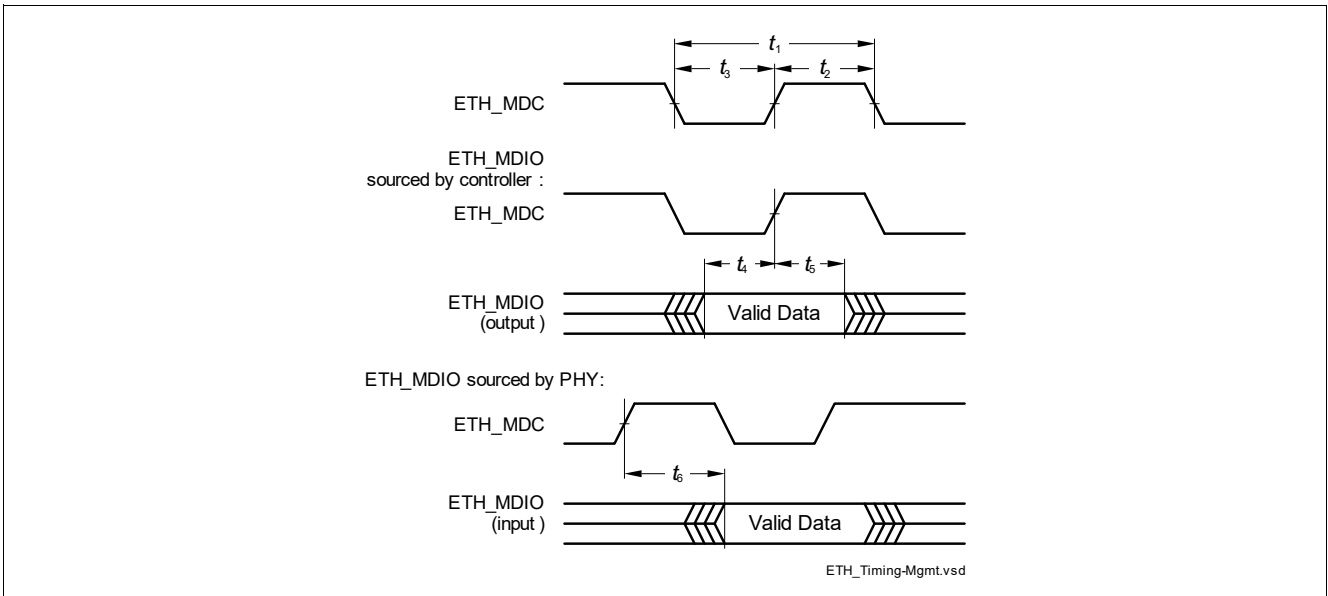 t1
t3 t2
ETH_MDC
ETH_MDIO
sourced by controller :
ETH_MDC
t4 t5
ETH_MDIO
(output )
Valid Data
ETH_MDIO sourced by PHY:
ETH_MDC
t6
ETH_MDIO
(input )
Valid Data
ETH_Timing-Mgmt.vsd